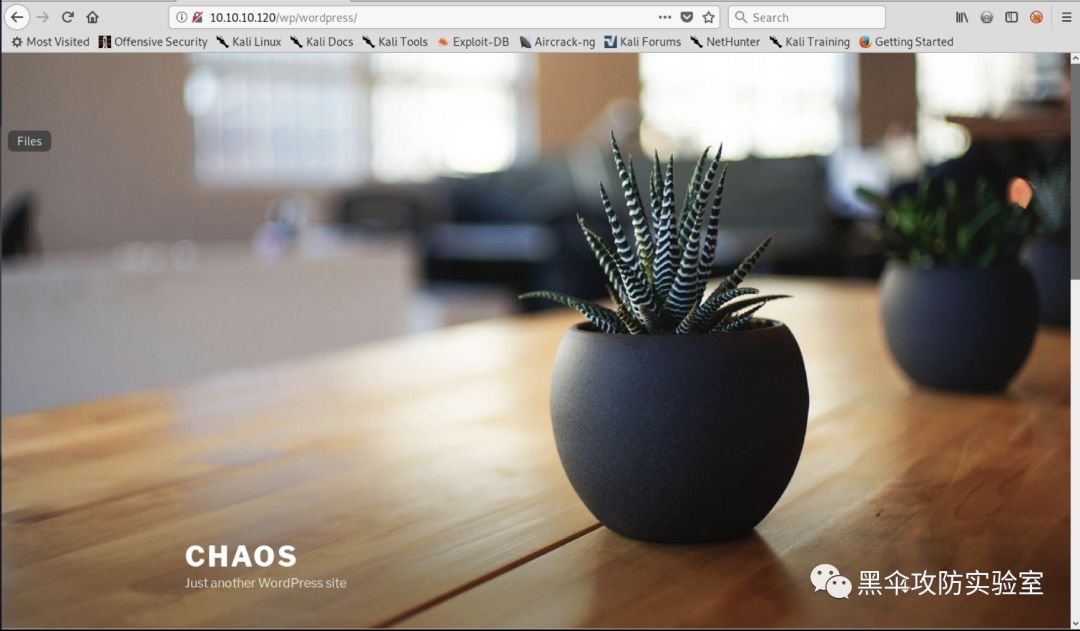 10.10.10.120/wp/wordpress/
Search
Most Visited Offensive Security Kali Linux Kali Docs Kali Tools Exploit-DB Aircrack-ng Kali Forums NetHunter Kali Training Getting Started
Files
CHAOS
Just another WordPress site
黑伞攻防实验室